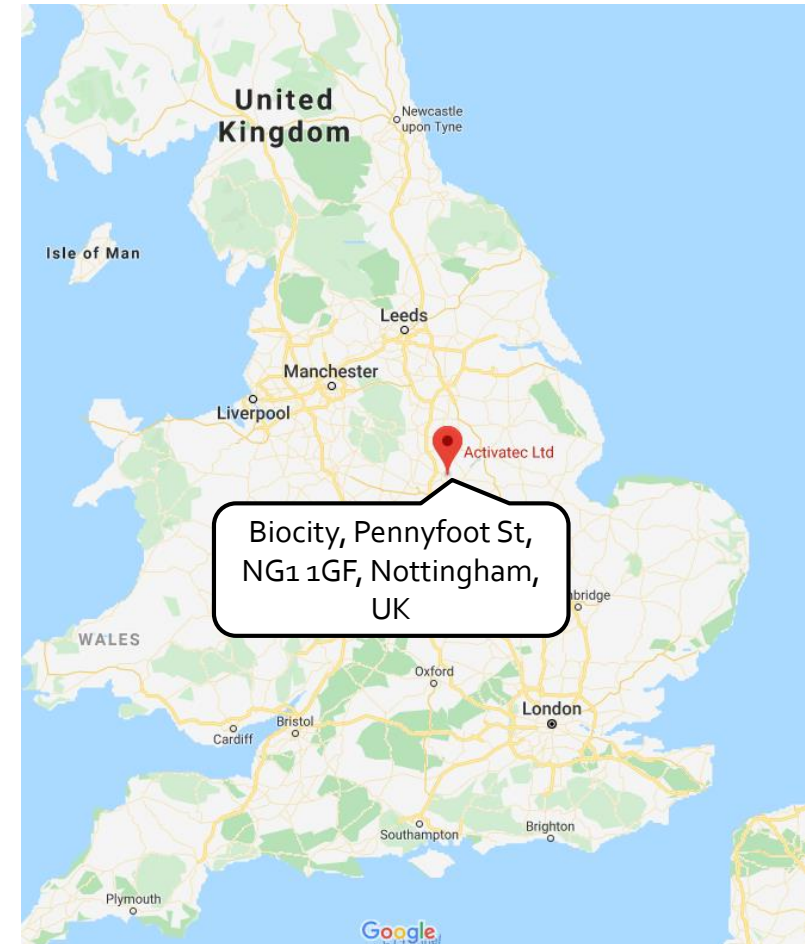 United
Kingdom
Newcastle
upon Tyne
Isle of Man
Leeds
Manchester
Liverpool
Activatec Ltd
Biocity, Pennyfoot St,
NG1 1GF, Nottingham,
UK
nbridge
WALES
Oxford
London
Bristol
Cardiff
Southampton
Brighton
Plymouth
Google